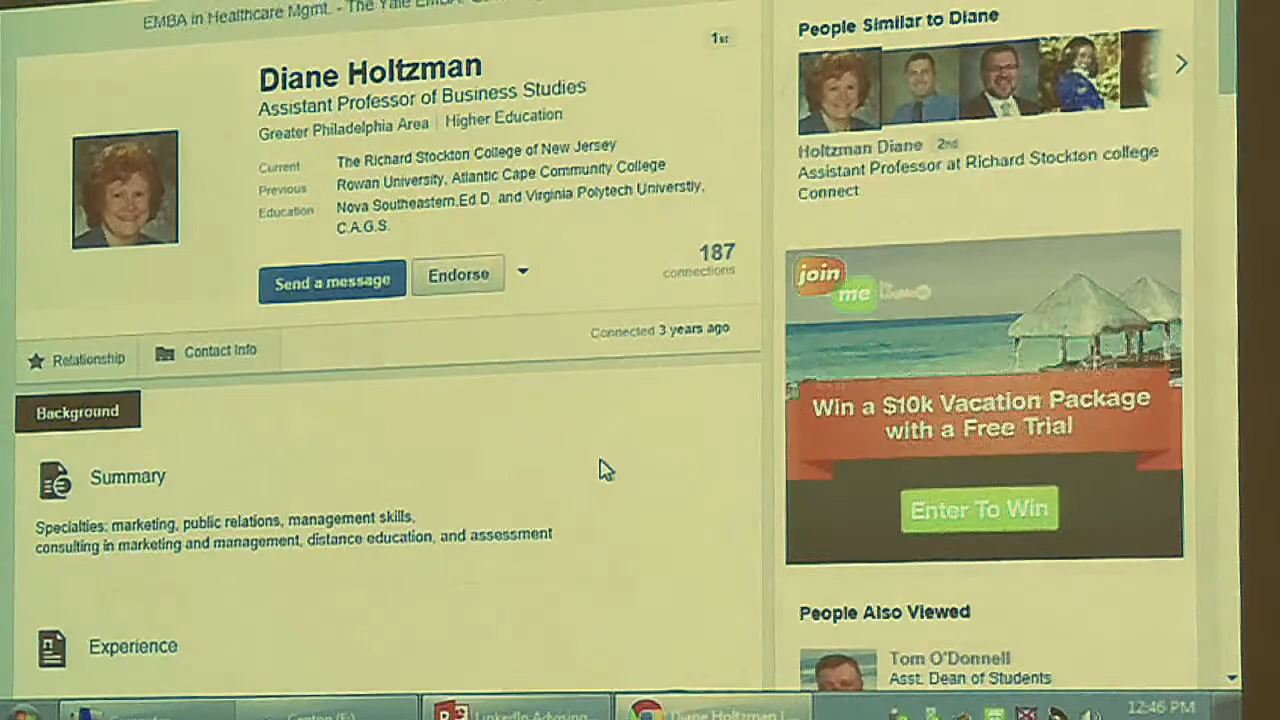 EMBA in Healthcare Mgmt. - The Yale EMBA.
1st
Diane Holtzman
Assistant Professor of Business Studies
Greater Philadelphia Area | Higher Education
Current The Richard Stockton College of New Jersey
Previous Rowan University, Atlantic Cape Community College
Education Nova Southeastern,Ed.D. and Virginia Polytech Universtiy,
C.A.G.S.
Send a message Endorse
187
connections
Connected 3 years ago
Relationship Contact Info
Background
Summary
Specialties: marketing, public relations, management skills,
consulting in marketing and management, distance education, and assessment
Experience
People Similar to Diane
Holtzman Diane 2nd
Assistant Professor at Richard Stockton college
Connect
join
me
Win a $10k Vacation Package
with a Free Trial
Enter To Win
People Also Viewed
Tom O'Donnell
Asst. Dean of Students
LinkedIn Advising...
Diane Holtzman |
12:46 PM